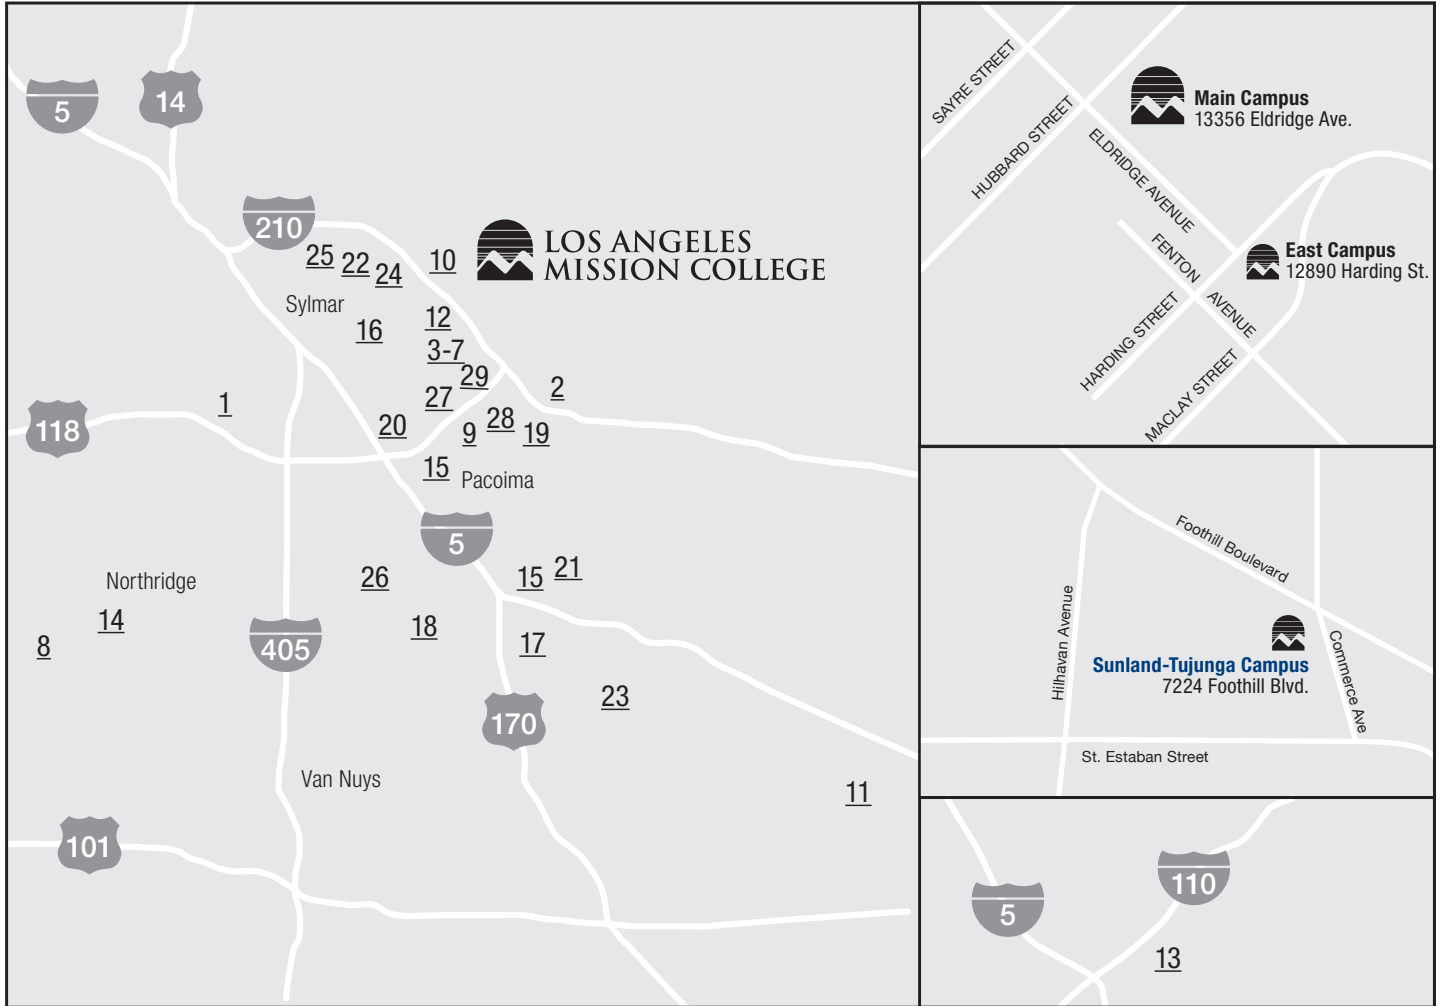 5
14
210
LOS ANGELES
MISSION COLLEGE
25
22
24
10
Sylmar
16
12
3-7
29
27
2
1
118
20
9
28
19
15
Pacoima
5
Northridge
26
15
21
14
8
405
18
17
23
170
Van Nuys
11
101
SAYRE STREET
HUBBARD STREET
Main Campus
13356 Eldridge Ave.
ELDRIDGE AVENUE
FENTON AVENUE
East Campus
12890 Harding St.
HARDING STREET
MACLAY STREET
Foothill Boulevard
Hilhavan Avenue
Sunland-Tujunga Campus
7224 Foothill Blvd.
Commerce Ave
St. Estaban Street
5
110
13